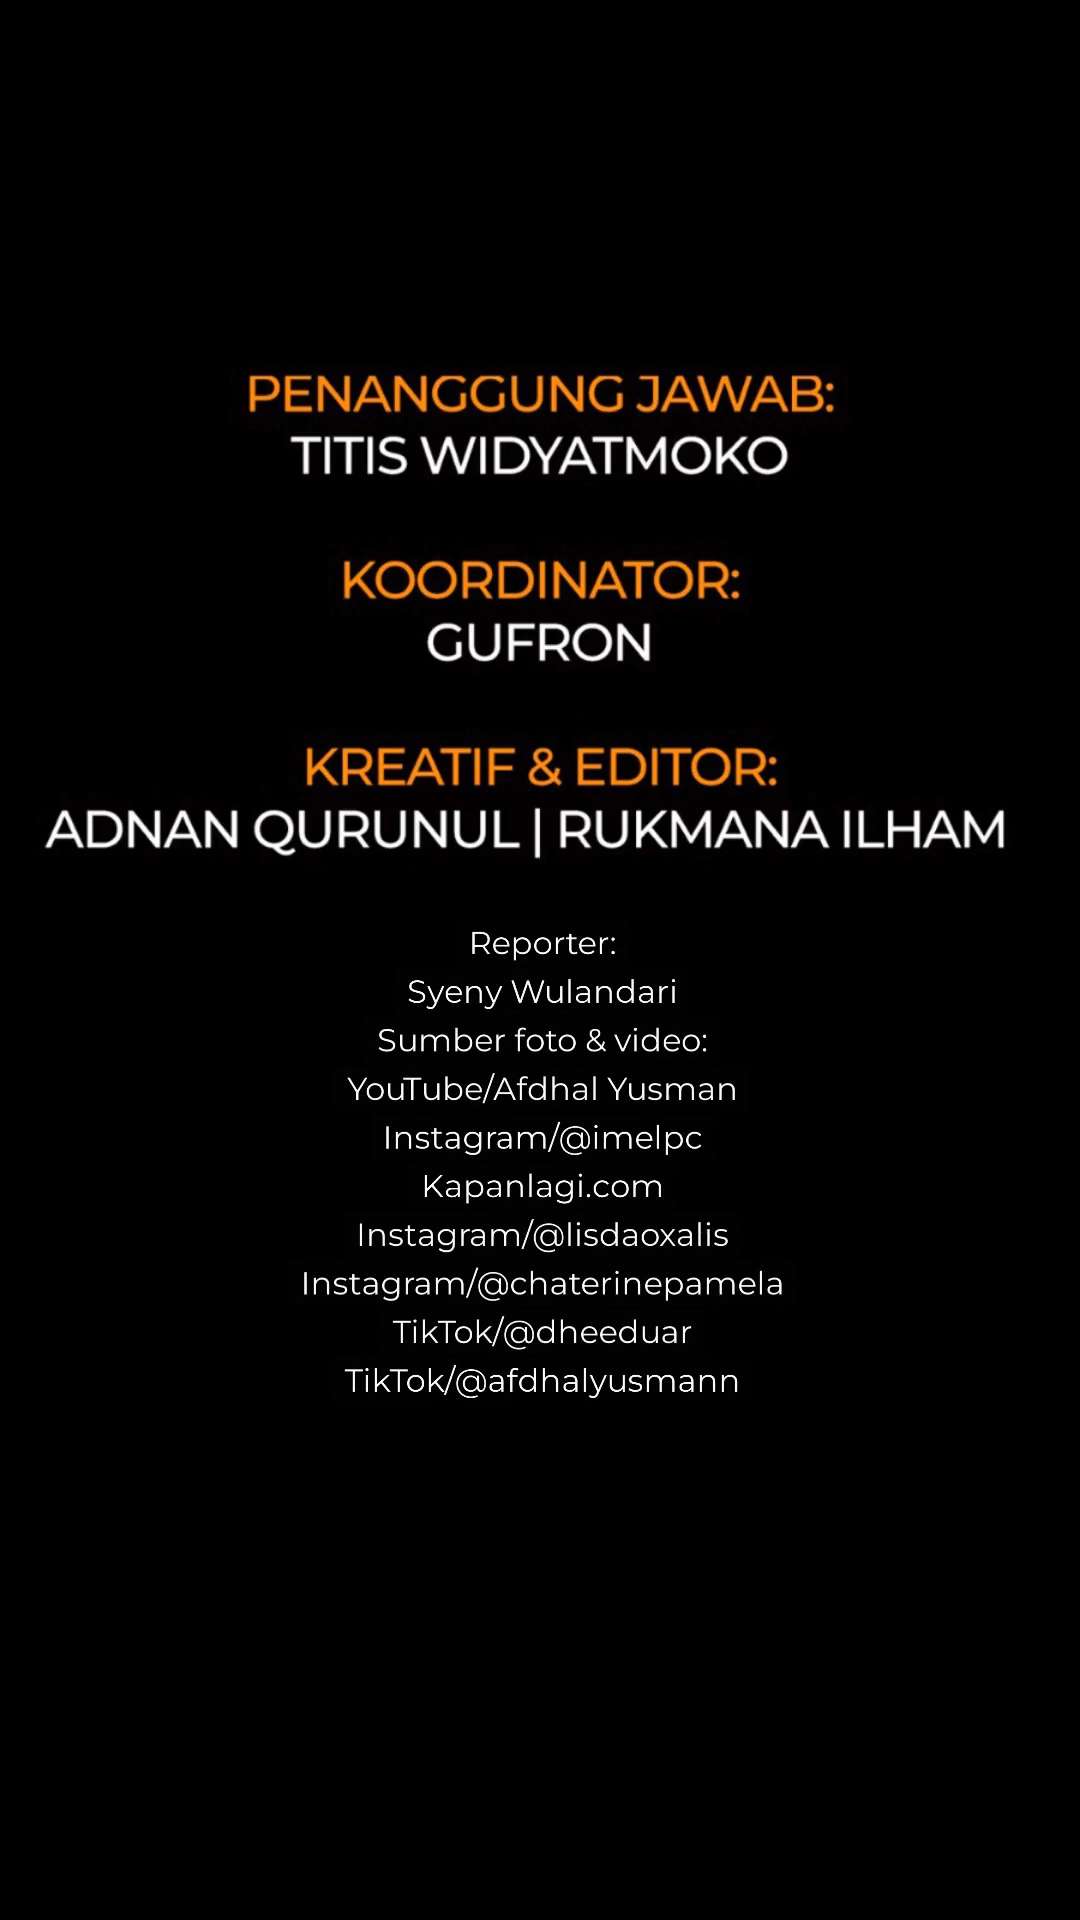 PENANGGUNG JAWAB:
TITIS WIDYATMOKO
KOORDINATOR:
GUFRON
KREATIF & EDITOR:
ADNAN QURUNUL | RUKMANA ILHAM
Reporter:
Syeny Wulandari
Sumber foto & video:
YouTube/Afdhal Yusman
Instagram/@imelpc
Kapanlagi.com
Instagram/@lisdaoxalis
Instagram/@chaterinepamela
TikTok/@dheeduar
TikTok/@afdhalyusmann